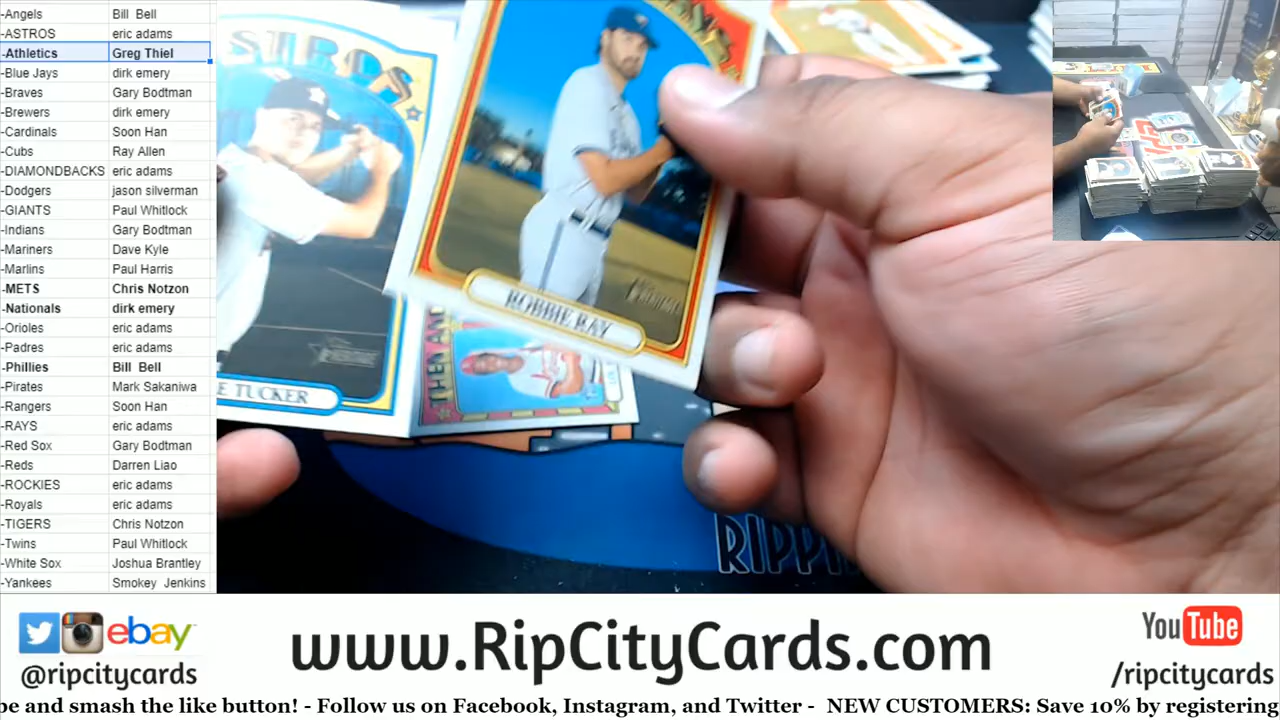 -Angels Bill Bell
-ASTROS eric adams
-Athletics Greg Thiel
-Blue Jays dirk emery
-Braves Gary Bodtman
-Brewers dirk emery
-Cardinals Soon Han
-Cubs Ray Allen
-DIAMONDBACKS eric adams
-Dodgers jason silverman
-GIANTS Paul Whitlock
-Indians Gary Bodtman
-Mariners Dave Kyle
-Marlins Paul Harris
-METS Chris Notzon
-Nationals dirk emery
-Orioles eric adams
-Padres eric adams
-Phillies Bill Bell
-Pirates Mark Sakaniwa
-Rangers Soon Han
-RAYS eric adams
-Red Sox Gary Bodtman
-Reds Darren Liao
-ROCKIES eric adams
-Royals eric adams
-TIGERS Chris Notzon
-Twins Paul Whitlock
-White Sox Joshua Brantley
-Yankees Smokey Jenkins
STROS
E TUCKER
Heritage
ROBBIE RAY
Heritage
THEN AND
RIPPI
ebay
@ripcitycards
www.RipCityCards.com
YouTube
/ripcitycards
be and smash the like button! - Follow us on Facebook, Instagram, and Twitter - NEW CUSTOMERS: Save 10% by registering